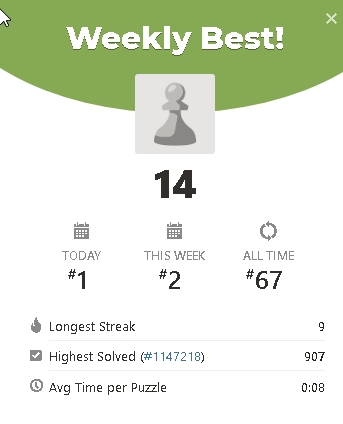 Weekly Best!
14
TODAY THIS WEEK ALL TIME
#1 #2 #67
Longest Streak 9
Highest Solved (#1147218) 907
Avg Time per Puzzle 0:08